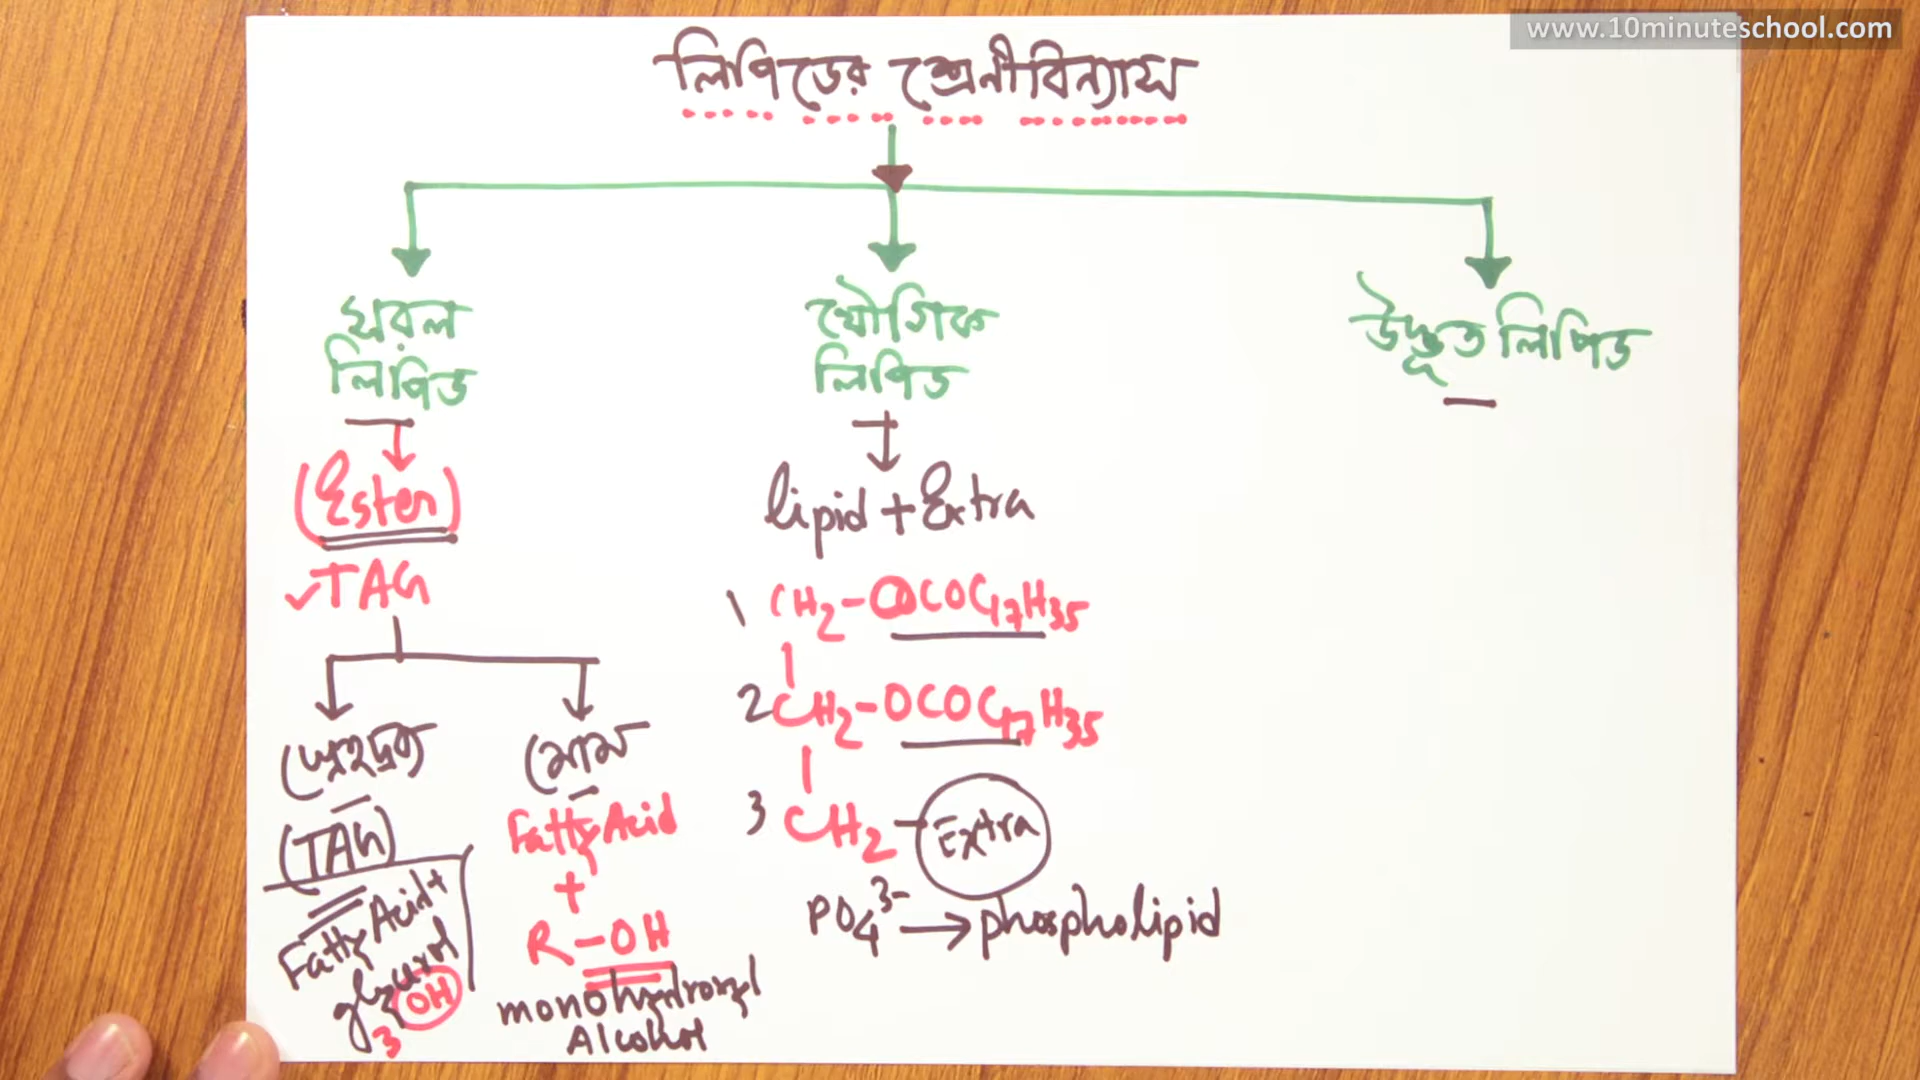 www.10minuteschool.com
লিপিডের শ্রেনীবিন্যাস
সরল
লিপিড
(Ester)
TAG
স্নেহদ্রব্য
(TAG)
Fatty Acid +
glycerol
3 OH
মোম
Fatty Acid
+
R-OH
monohydroxyl
Alcohol
যৌগিক
লিপিড
lipid + Extra
1 CH2-OCOC17H35
2 CH2-OCOC17H35
3 CH2-Extra
PO4 3- → phospholipid
উদ্ভূত লিপিড